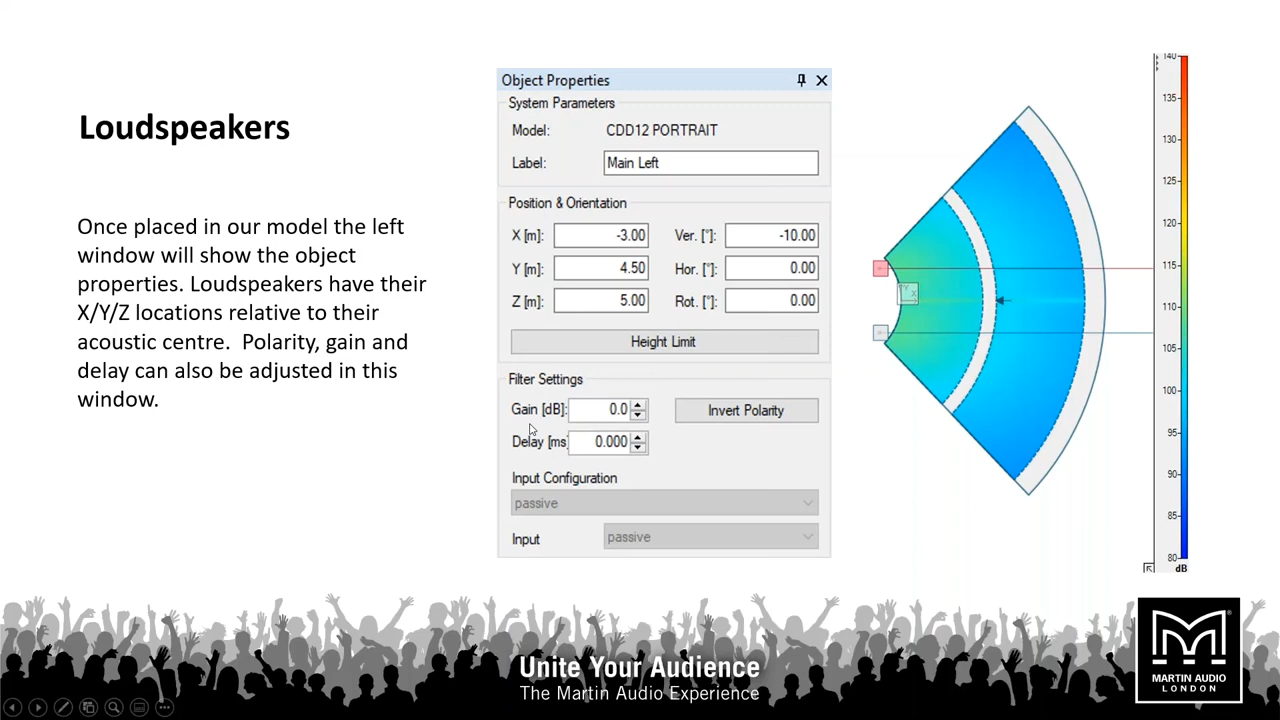 Loudspeakers
Once placed in our model the left
window will show the object
properties. Loudspeakers have their
X/Y/Z locations relative to their
acoustic centre.  Polarity, gain and
delay can also be adjusted in this
window.
Object Properties
System Parameters
Model: CDD12 PORTRAIT
Label: Main Left
Position & Orientation
X [m]: -3.00 Ver. [°]: -10.00
Y [m]: 4.50 Hor. [°]: 0.00
Z [m]: 5.00 Rot. [°]: 0.00
Height Limit
Filter Settings
Gain [dB]: 0.0 Invert Polarity
Delay [ms] 0.000
Input Configuration
passive
Input passive
Y X
140
135
130
125
120
115
110
105
100
95
90
85
80
dB
Unite Your Audience
The Martin Audio Experience
MARTIN AUDIO
LONDON